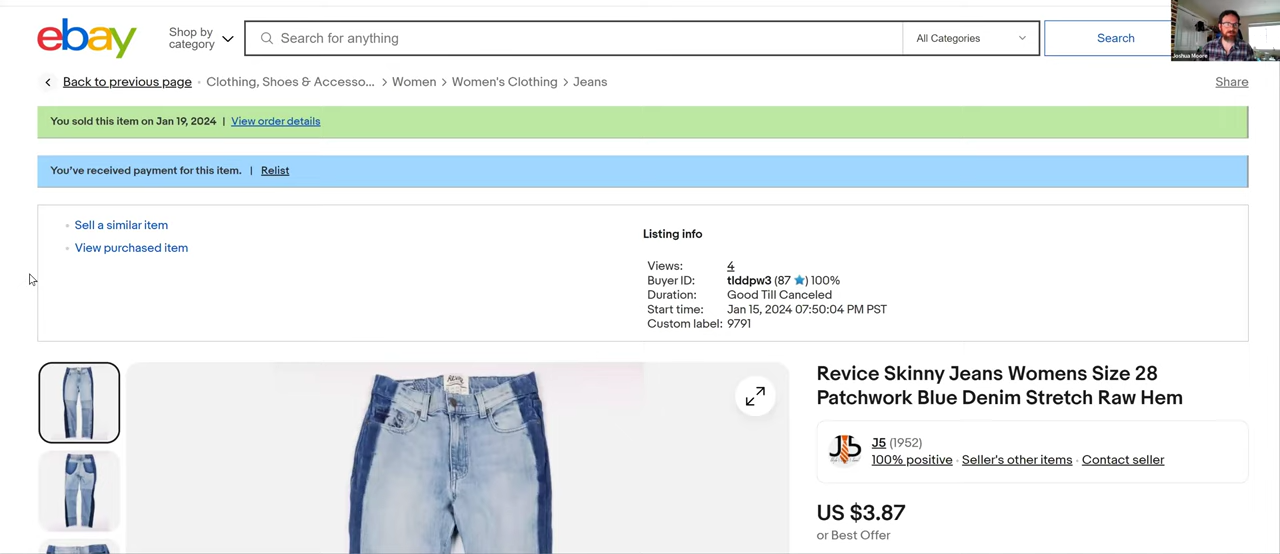 ebay
Shop by
category
Search for anything
All Categories
Search
Joshua Moore
Back to previous page
Clothing, Shoes & Accesso...
Women
Women's Clothing
Jeans
Share
You sold this item on Jan 19, 2024 | View order details
You've received payment for this item. | Relist
Sell a similar item
View purchased item
Listing info
Views: 4
Buyer ID: tlddpw3 (87 ) 100%
Duration: Good Till Canceled
Start time: Jan 15, 2024 07:50:04 PM PST
Custom label: 9791
REVICE
Revice Skinny Jeans Womens Size 28
Patchwork Blue Denim Stretch Raw Hem
J5
J5 (1952)
100% positive · Seller's other items · Contact seller
US $3.87
or Best Offer